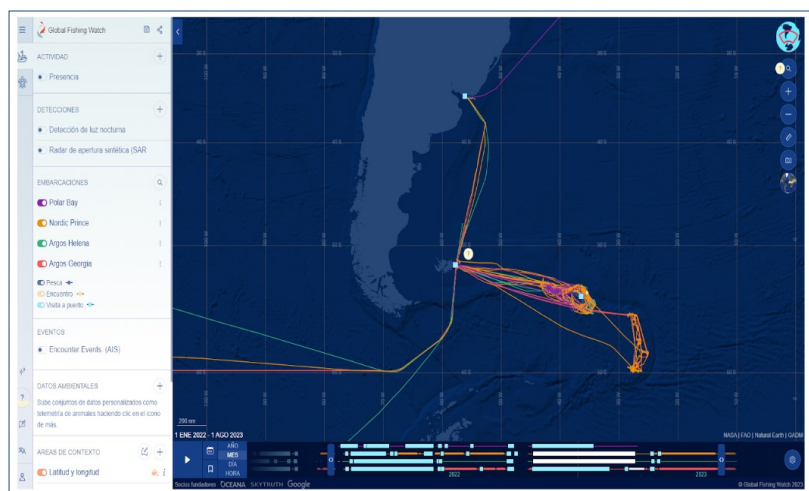 Global Fishing Watch
ACTIVIDAD
Presencia
DETECCIONES
Detección de luz nocturna
Radar de apertura sintética (SAR
EMBARCACIONES
Polar Bay
Nordic Prince
Argos Helena
Argos Georgia
Pesca
Encuentro
Visita a puerto
EVENTOS
Encounter Events. (AIS)
DATOS AMBIENTALES
Sube conjuntos de datos personalizados como
telemetría de animales haciendo clic en el icono
de más.
ÁREAS DE CONTEXTO
Latitud y longitud
200 nm
1 ENE 2022 - 1 AGO 2023
NASA | FAO | Natural Earth | GADM
AÑO
MES
DÍA
HORA
2022
2023
Socios fundadores OCEANA SKYTRUTH Google
© Global Fishing Watch 2023